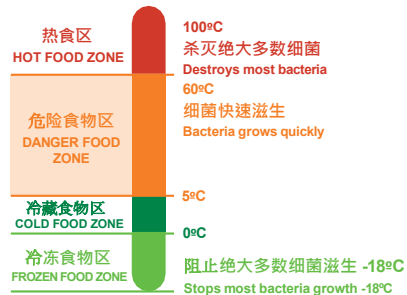 热食区
HOT FOOD ZONE
100ºC
杀灭绝大多数细菌
Destroys most bacteria
60ºC
细菌快速滋生
Bacteria grows quickly
危险食物区
DANGER FOOD
ZONE
5ºC
冷藏食物区
COLD FOOD ZONE
0ºC
冷冻食物区
FROZEN FOOD ZONE
阻止绝大多数细菌滋生 -18ºC
Stops most bacteria growth -18ºC